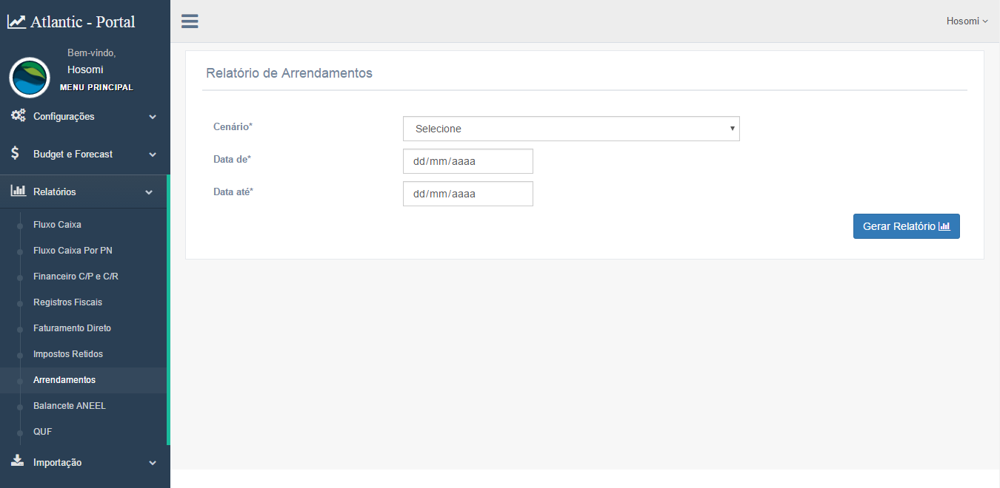 Atlantic - Portal
Hosomi
Bem-vindo,
Hosomi
MENU PRINCIPAL
Configurações
Budget e Forecast
Relatórios
Fluxo Caixa
Fluxo Caixa Por PN
Financeiro C/P e C/R
Registros Fiscais
Faturamento Direto
Impostos Retidos
Arrendamentos
Balancete ANEEL
QUF
Importação
Relatório de Arrendamentos
Cenário* Selecione
Data de* dd/mm/aaaa
Data até* dd/mm/aaaa
Gerar Relatório